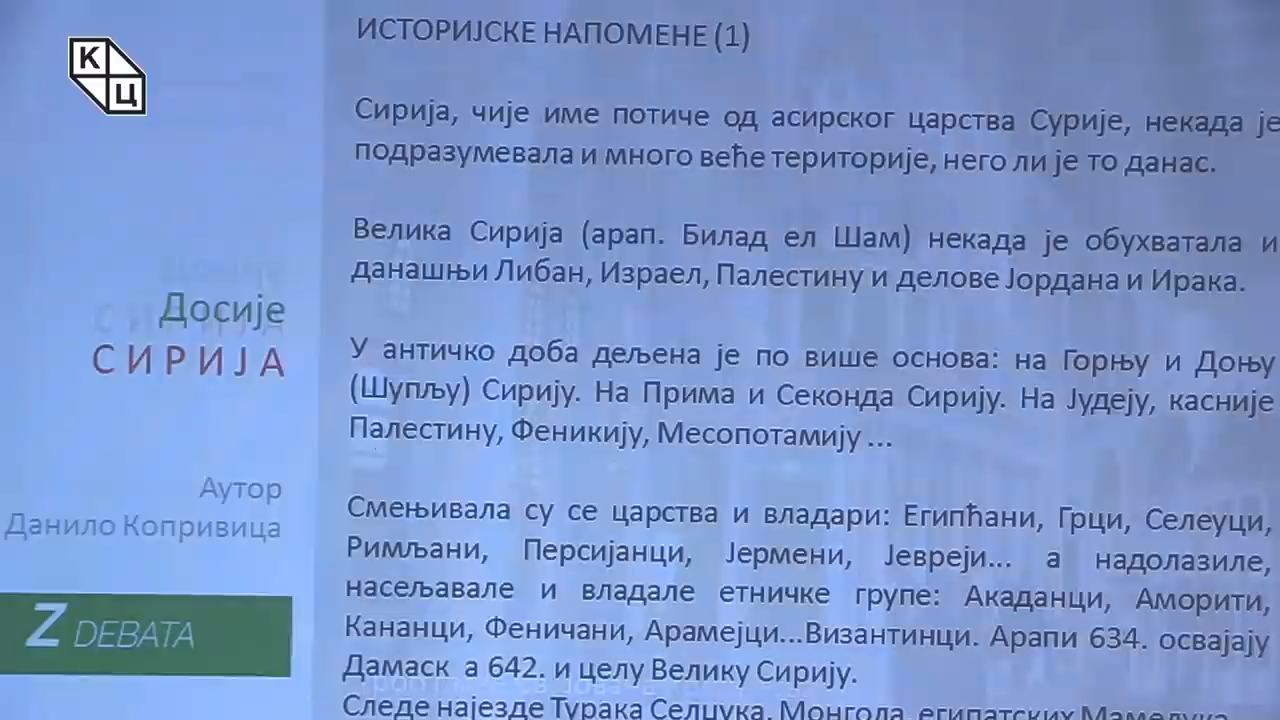 К
Ц
Досије
СИРИЈА
Аутор
Данило Копривица
Z DEBATA
ИСТОРИЈСКЕ НАПОМЕНЕ (1)
Сирија, чије име потиче од асирског царства Сурије, некада је
подразумевала и много веће територије, него ли је то данас.
Велика Сирија (арап. Билад ел Шам) некада је обухватала и
данашњи Либан, Израел, Палестину и делове Јордана и Ирака.
У античко доба дељена је по више основа: на Горњу и Доњу
(Шупљу) Сирију. На Прима и Секонда Сирију. На Јудеју, касније
Палестину, Феникију, Месопотамију ...
Смењивала су се царства и владари: Египћани, Грци, Селеуци,
Римљани, Персијанци, Јермени, Јевреји... а надолазиле,
насељавале и владале етничке групе: Акаданци, Аморити,
Кананци, Феничани, Арамејци...Византинци. Арапи 634. освајају
Дамаск а 642. и целу Велику Сирију.
Следе најезде Турака Селџука, Монгола, египатских Мамелука